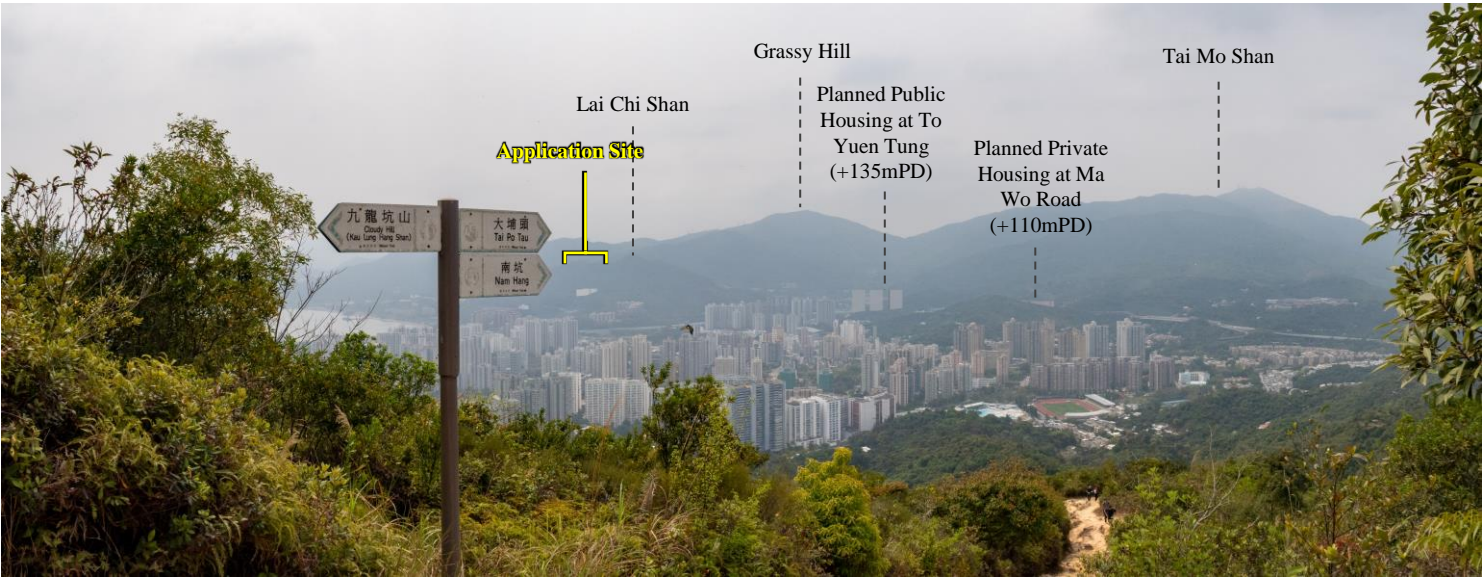 Grassy Hill
Tai Mo Shan
Lai Chi Shan
Planned Public
Housing at To
Yuen Tung
(+135mPD)
Application Site
Planned Private
Housing at Ma
Wo Road
(+110mPD)
九龍坑山
Cloudy Hill
(Kau Lung Hang Shan)
大埔頭
Tai Po Tau
南坑
Nam Hang